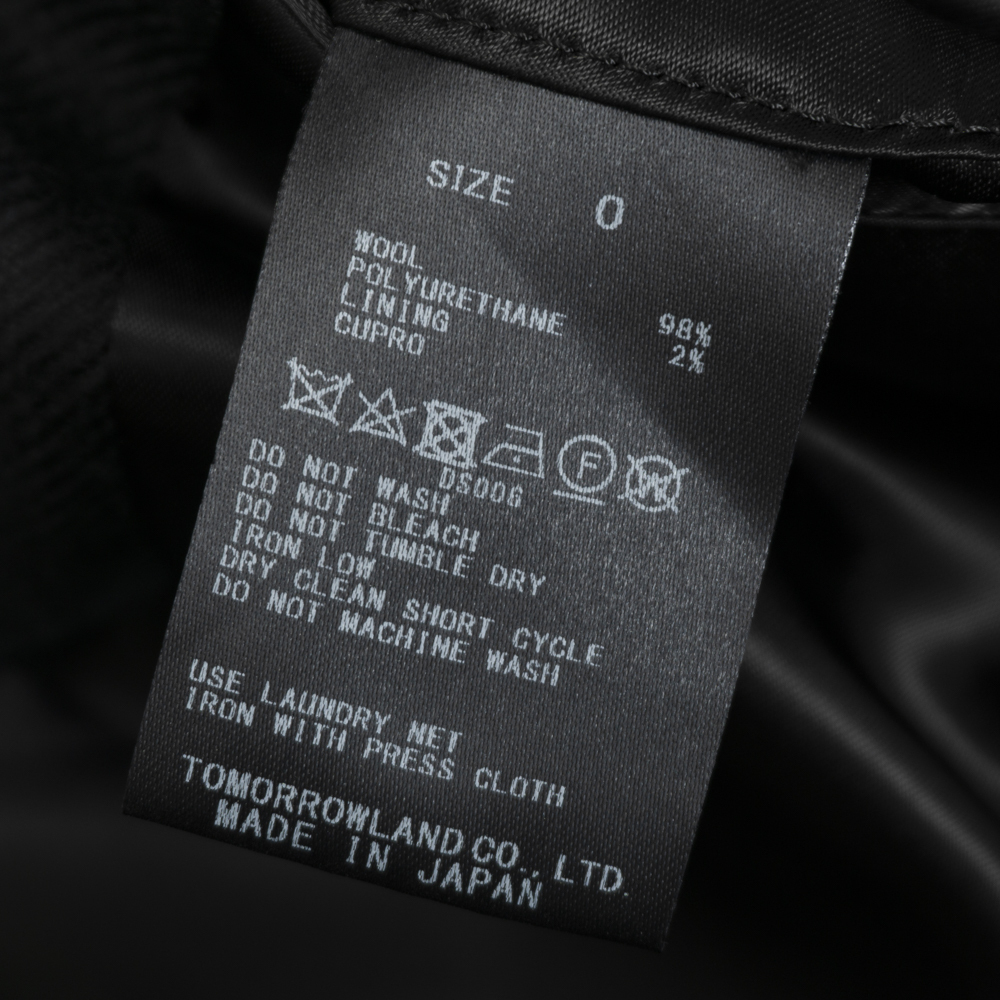 SIZE 0
WOOL 98%
POLYURETHANE 2%
LINING
CUPRO
F
W
DS006
DO NOT WASH
DO NOT BLEACH
DO NOT TUMBLE DRY
IRON LOW
DRY CLEAN SHORT CYCLE
DO NOT MACHINE WASH
USE LAUNDRY NET
IRON WITH PRESS CLOTH
TOMORROWLAND CO., LTD.
MADE IN JAPAN